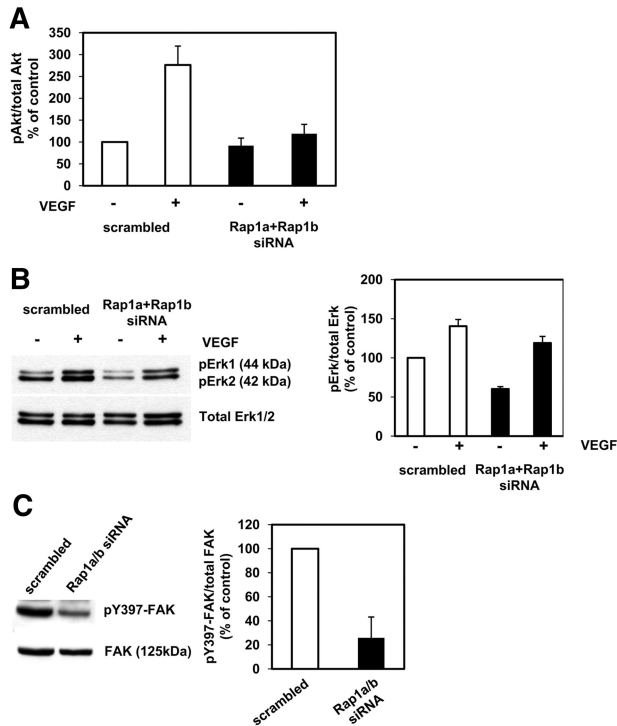 A
pAkt/total Akt
% of control
350
300
250
200
150
100
50
0
VEGF
- + - +
scrambled
Rap1a+Rap1b
siRNA
B
scrambled
Rap1a+Rap1b
siRNA
- + - + VEGF
pErk1 (44 kDa)
pErk2 (42 kDa)
Total Erk1/2
pErk/total Erk
(% of control)
200
150
100
50
0
- + - + VEGF
scrambled
Rap1a+Rap1b
siRNA
C
scrambled
Rap1a/b siRNA
pY397-FAK
FAK (125kDa)
pY397-FAK/total FAK
(% of control)
120
100
80
60
40
20
0
scrambled
Rap1a/b
siRNA